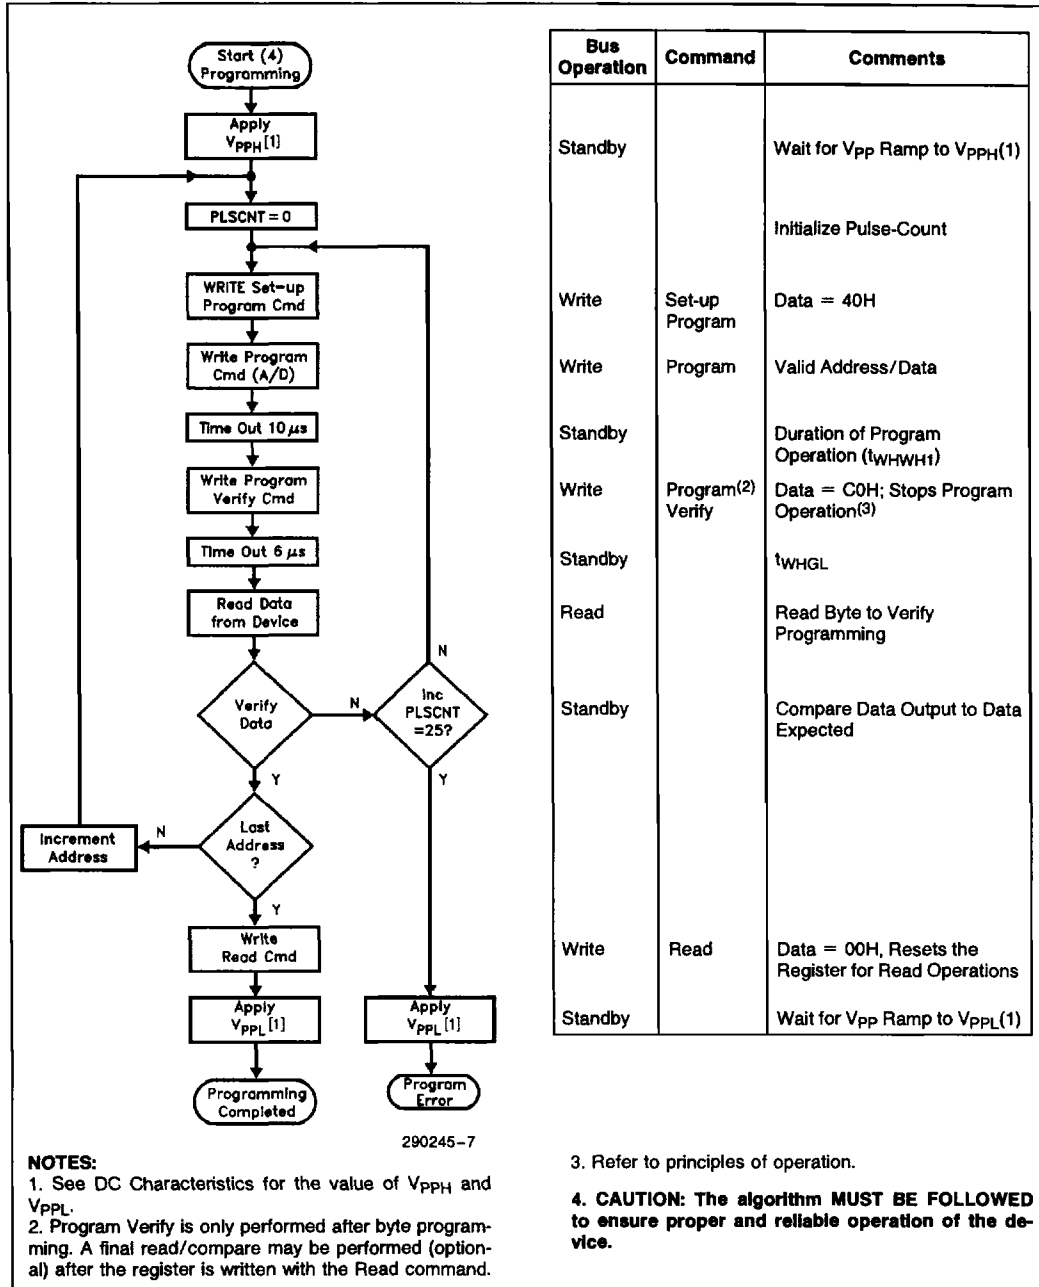 Start (4)
Programming
Apply
VPPH [1]
PLSCNT = 0
WRITE Set-up
Program Cmd
Write Program
Cmd (A/D)
Time Out 10 µs
Write Program
Verify Cmd
Time Out 6 µs
Read Data
from Device
Verify
Data
N
Inc
PLSCNT
=25?
N
Y
Y
Last
Address
?
N
Increment
Address
Y
Write
Read Cmd
Apply
VPPL [1]
Apply
VPPL [1]
Programming
Completed
Program
Error
290245-7
Bus
Operation
Command
Comments
Standby
Wait for VPP Ramp to VPPH(1)
Initialize Pulse-Count
Write
Set-up
Program
Data = 40H
Write
Program
Valid Address/Data
Standby
Duration of Program
Operation (tWHWH1)
Write
Program(2)
Verify
Data = C0H; Stops Program
Operation(3)
Standby
tWHGL
Read
Read Byte to Verify
Programming
Standby
Compare Data Output to Data
Expected
Write
Read
Data = 00H, Resets the
Register for Read Operations
Standby
Wait for VPP Ramp to VPPL(1)
NOTES:
1. See DC Characteristics for the value of VPPH and
VPPL.
2. Program Verify is only performed after byte program-
ming. A final read/compare may be performed (option-
al) after the register is written with the Read command.
3. Refer to principles of operation.
4. CAUTION: The algorithm MUST BE FOLLOWED
to ensure proper and reliable operation of the de-
vice.